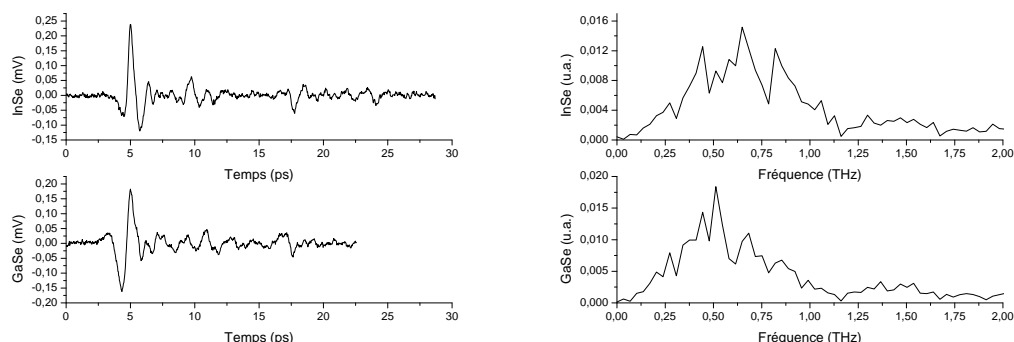 InSe (mV)
0,25
0,20
0,15
0,10
0,05
0,00
-0,05
-0,10
-0,15
0 5 10 15 20 25 30
Temps (ps)
InSe (u.a.)
0,016
0,012
0,008
0,004
0,000
0,00 0,25 0,50 0,75 1,00 1,25 1,50 1,75 2,00
Fréquence (THz)
GaSe (mV)
0,20
0,15
0,10
0,05
0,00
-0,05
-0,10
-0,15
-0,20
0 5 10 15 20 25 30
Temps (ps)
GaSe (u.a.)
0,020
0,015
0,010
0,005
0,000
0,00 0,25 0,50 0,75 1,00 1,25 1,50 1,75 2,00
Fréquence (THz)